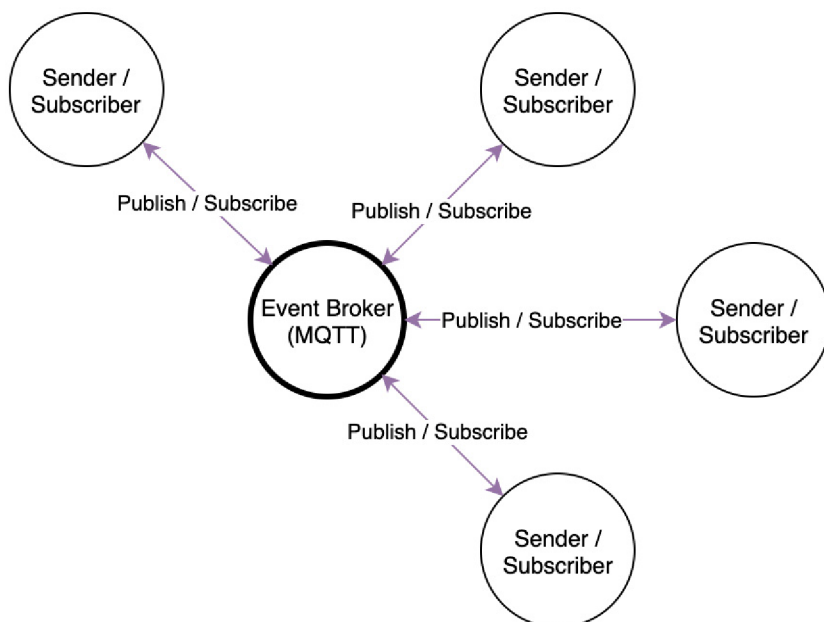 Sender /
Subscriber
Sender /
Subscriber
Publish / Subscribe
Publish / Subscribe
Event Broker
(MQTT)
Publish / Subscribe
Sender /
Subscriber
Publish / Subscribe
Sender /
Subscriber